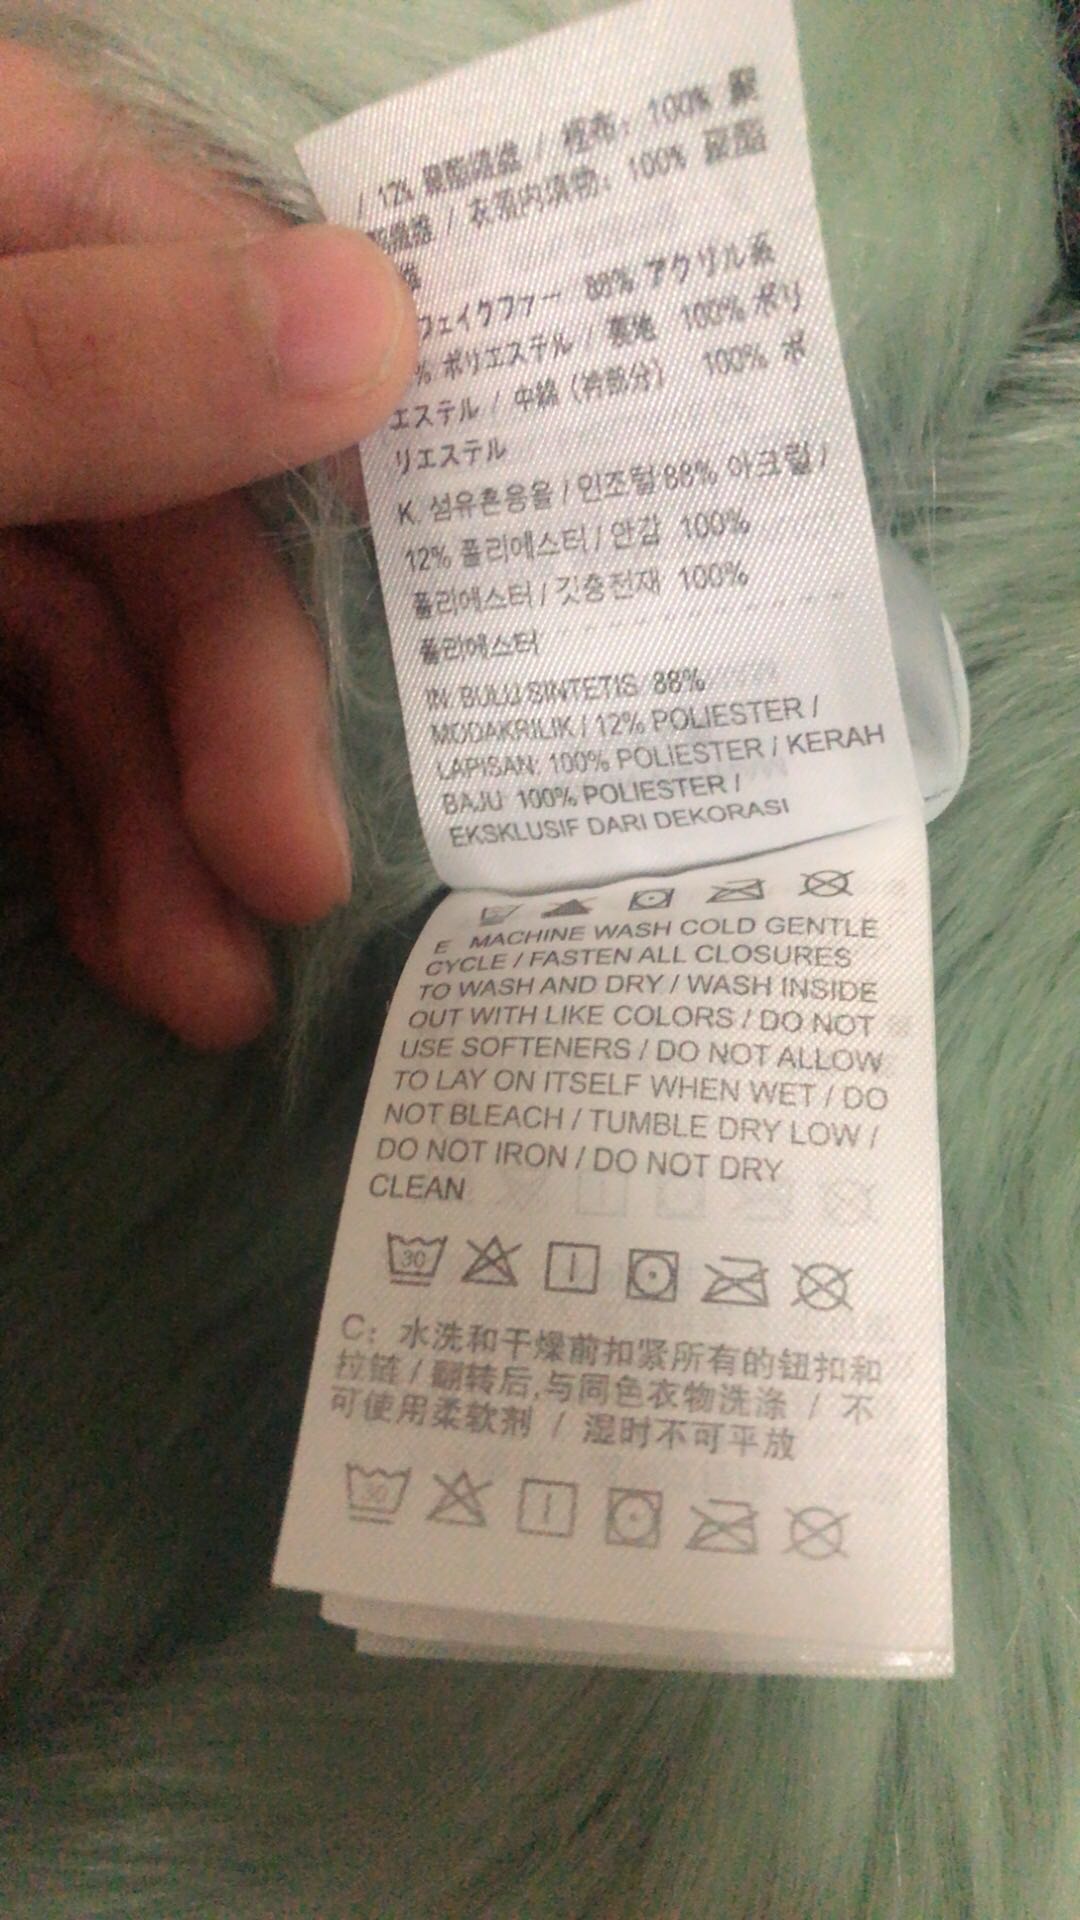 / 12% 聚酯纖維 / 裡布: 100% 聚
酯纖維 / 衣領內填物: 100% 聚酯
維
フェイクファー 88% アクリル系
%ポリエステル / 裏地 100% ポリ
エステル / 中綿 (衿部分) 100% ポ
リエステル
K. 섬유혼용율 / 인조털 88% 아크릴 /
12% 폴리에스터 / 안감 100%
폴리에스터 / 깃충전재 100%
폴리에스터
IN: BULU SINTETIS 88%
MODAKRILIK / 12% POLIESTER /
LAPISAN: 100% POLIESTER / KERAH
BAJU: 100% POLIESTER /
EKSKLUSIF DARI DEKORASI
E MACHINE WASH COLD GENTLE
CYCLE / FASTEN ALL CLOSURES
TO WASH AND DRY / WASH INSIDE
OUT WITH LIKE COLORS / DO NOT
USE SOFTENERS / DO NOT ALLOW
TO LAY ON ITSELF WHEN WET / DO
NOT BLEACH / TUMBLE DRY LOW /
DO NOT IRON / DO NOT DRY
CLEAN
30
C: 水洗和干燥前扣紧所有的钮扣和
拉链 / 翻转后,与同色衣物洗涤 / 不
可使用柔软剂 / 湿时不可平放
30